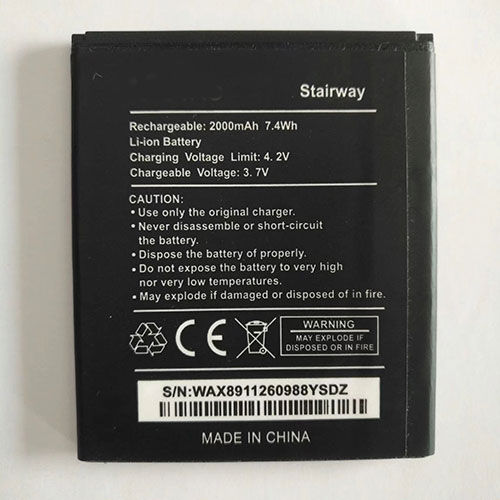 Stairway
Rechargeable: 2000mAh 7.4Wh
Li-ion Battery
Charging Voltage Limit: 4. 2V
Chargeable Voltage: 3. 7V
CAUTION:
• Use only the original charger.
• Never disassemble or short-circuit
the battery.
• Dispose the battery of properly.
• Do not expose the battery to very high
nor very low temperatures.
• May explode if damaged or disposed of in fire.
CE
WARNING
MAY EXPLODE IF
DISPOSED OR IN FIRE
S/N:WAX8911260988YSDZ
MADE IN CHINA